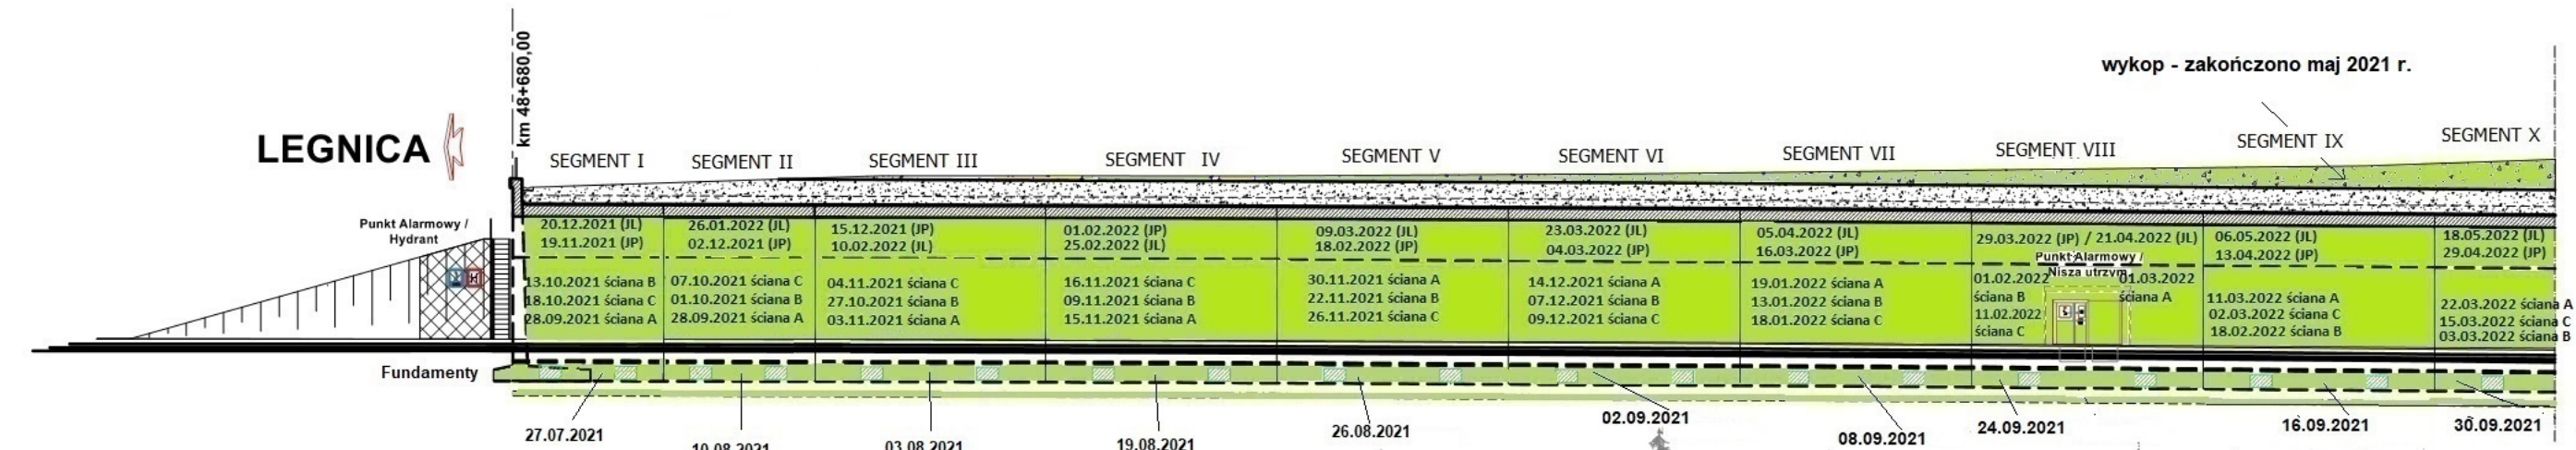 km 48+680,00
wykop - zakończono maj 2021 r.
LEGNICA
SEGMENT I
SEGMENT II
SEGMENT III
SEGMENT IV
SEGMENT V
SEGMENT VI
SEGMENT VII
SEGMENT VIII
SEGMENT IX
SEGMENT X
Punkt Alarmowy /
Hydrant
20.12.2021 (JL)
19.11.2021 (JP)
13.10.2021 ściana B
18.10.2021 ściana C
28.09.2021 ściana A
26.01.2022 (JL)
02.12.2021 (JP)
07.10.2021 ściana C
01.10.2021 ściana B
28.09.2021 ściana A
15.12.2021 (JP)
10.02.2022 (JL)
04.11.2021 ściana C
27.10.2021 ściana B
03.11.2021 ściana A
01.02.2022 (JP)
25.02.2022 (JL)
16.11.2021 ściana C
09.11.2021 ściana B
15.11.2021 ściana A
09.03.2022 (JL)
18.02.2022 (JP)
30.11.2021 ściana A
22.11.2021 ściana B
26.11.2021 ściana C
23.03.2022 (JL)
04.03.2022 (JP)
14.12.2021 ściana A
07.12.2021 ściana B
09.12.2021 ściana C
05.04.2022 (JL)
16.03.2022 (JP)
19.01.2022 ściana A
13.01.2022 ściana B
18.01.2022 ściana C
29.03.2022 (JP) / 21.04.2022 (JL)
Punkt Alarmowy /
Nisza utrzym.
01.02.2022
ściana B
11.02.2022
ściana C
01.03.2022
ściana A
06.05.2022 (JL)
13.04.2022 (JP)
11.03.2022 ściana A
02.03.2022 ściana C
18.02.2022 ściana B
18.05.2022 (JL)
29.04.2022 (JP)
22.03.2022 ściana A
15.03.2022 ściana C
03.03.2022 ściana B
Fundamenty
27.07.2021
10.08.2021
03.08.2021
19.08.2021
26.08.2021
02.09.2021
08.09.2021
24.09.2021
16.09.2021
30.09.2021